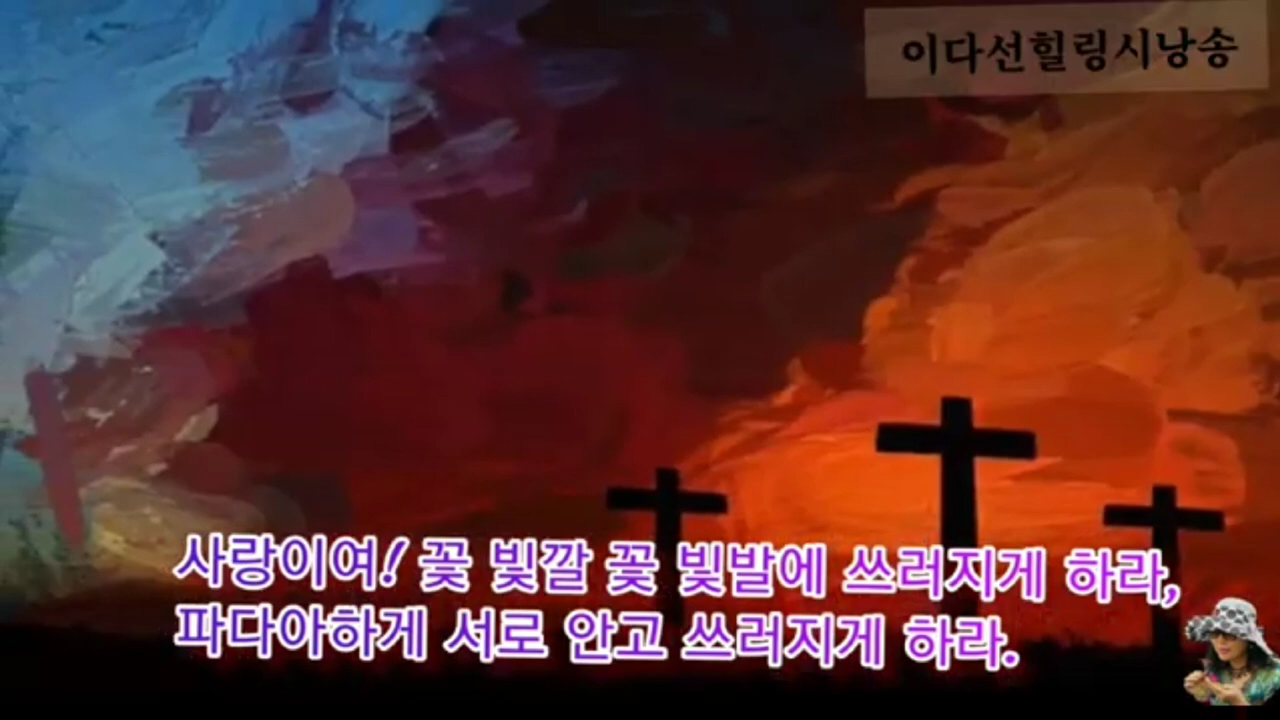 이다선힐링시낭송
사랑이여! 꽃 빛깔 꽃 빛발에 쓰러지게 하라,
파다아하게 서로 안고 쓰러지게 하라.